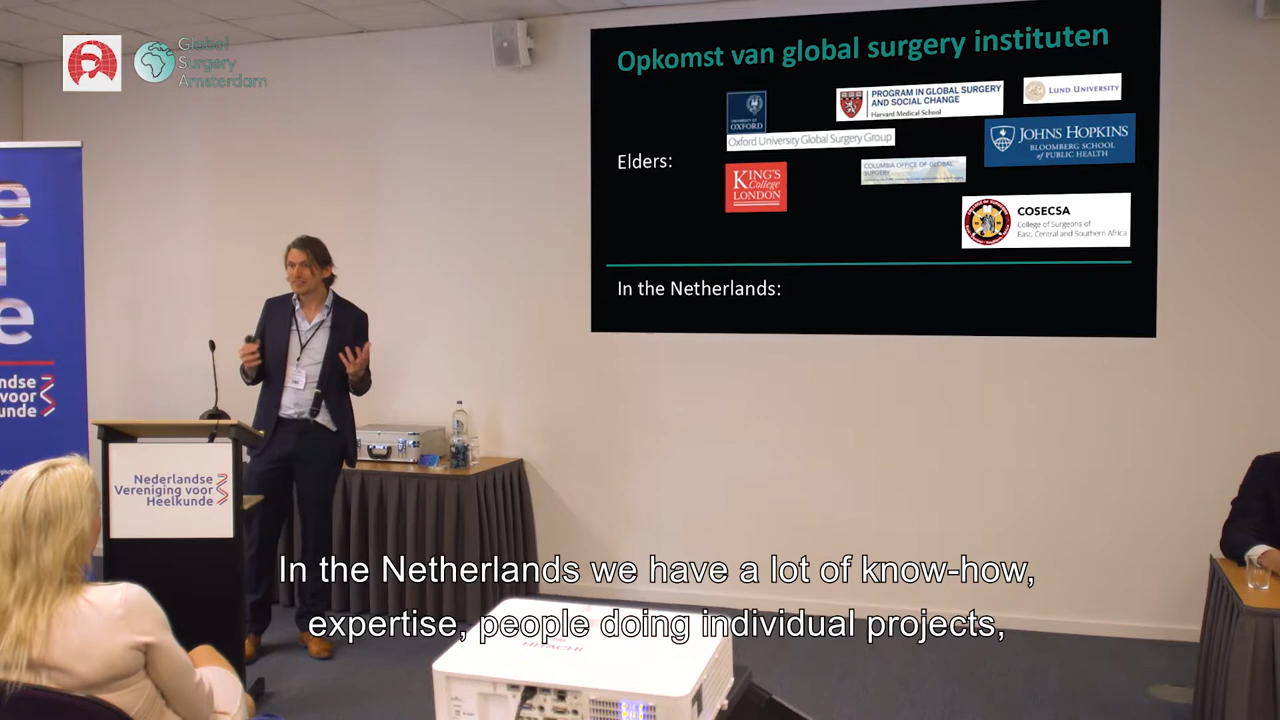 Global
Surgery
Amsterdam
Opkomst van global surgery instituten
UNIVERSITY OF
OXFORD
Oxford University Global Surgery Group
PROGRAM IN GLOBAL SURGERY
AND SOCIAL CHANGE
Harvard Medical School
LUND UNIVERSITY
JOHNS HOPKINS
BLOOMBERG SCHOOL
of PUBLIC HEALTH
Elders:
KING'S
College
LONDON
COLUMBIA OFFICE OF GLOBAL
SURGERY
COSECSA
College of Surgeons of
East, Central and Southern Africa
In the Netherlands:
e
e
ndse
voor
unde
Nederlandse
Vereniging voor
Heelkunde
In the Netherlands we have a lot of know-how,
expertise, people doing individual projects,
HITACHI